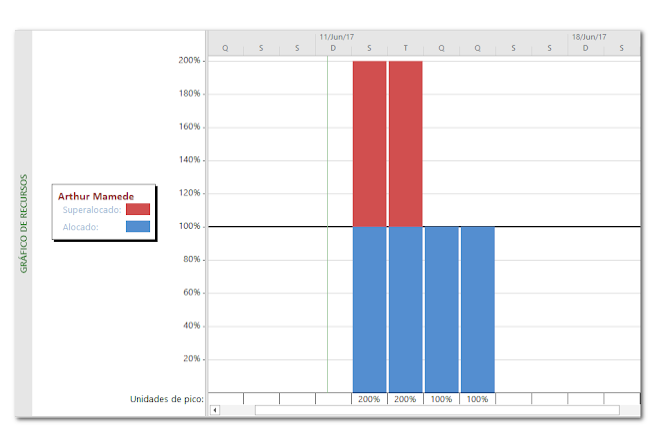 11/Jun/17 18/Jun/17
Q S S D S T Q Q S S D S
200%
180%
160%
140%
120%
100%
80%
60%
40%
20%
GRÁFICO DE RECURSOS
Arthur Mamede
Superalocado:
Alocado:
Unidades de pico: 200% 200% 100% 100%